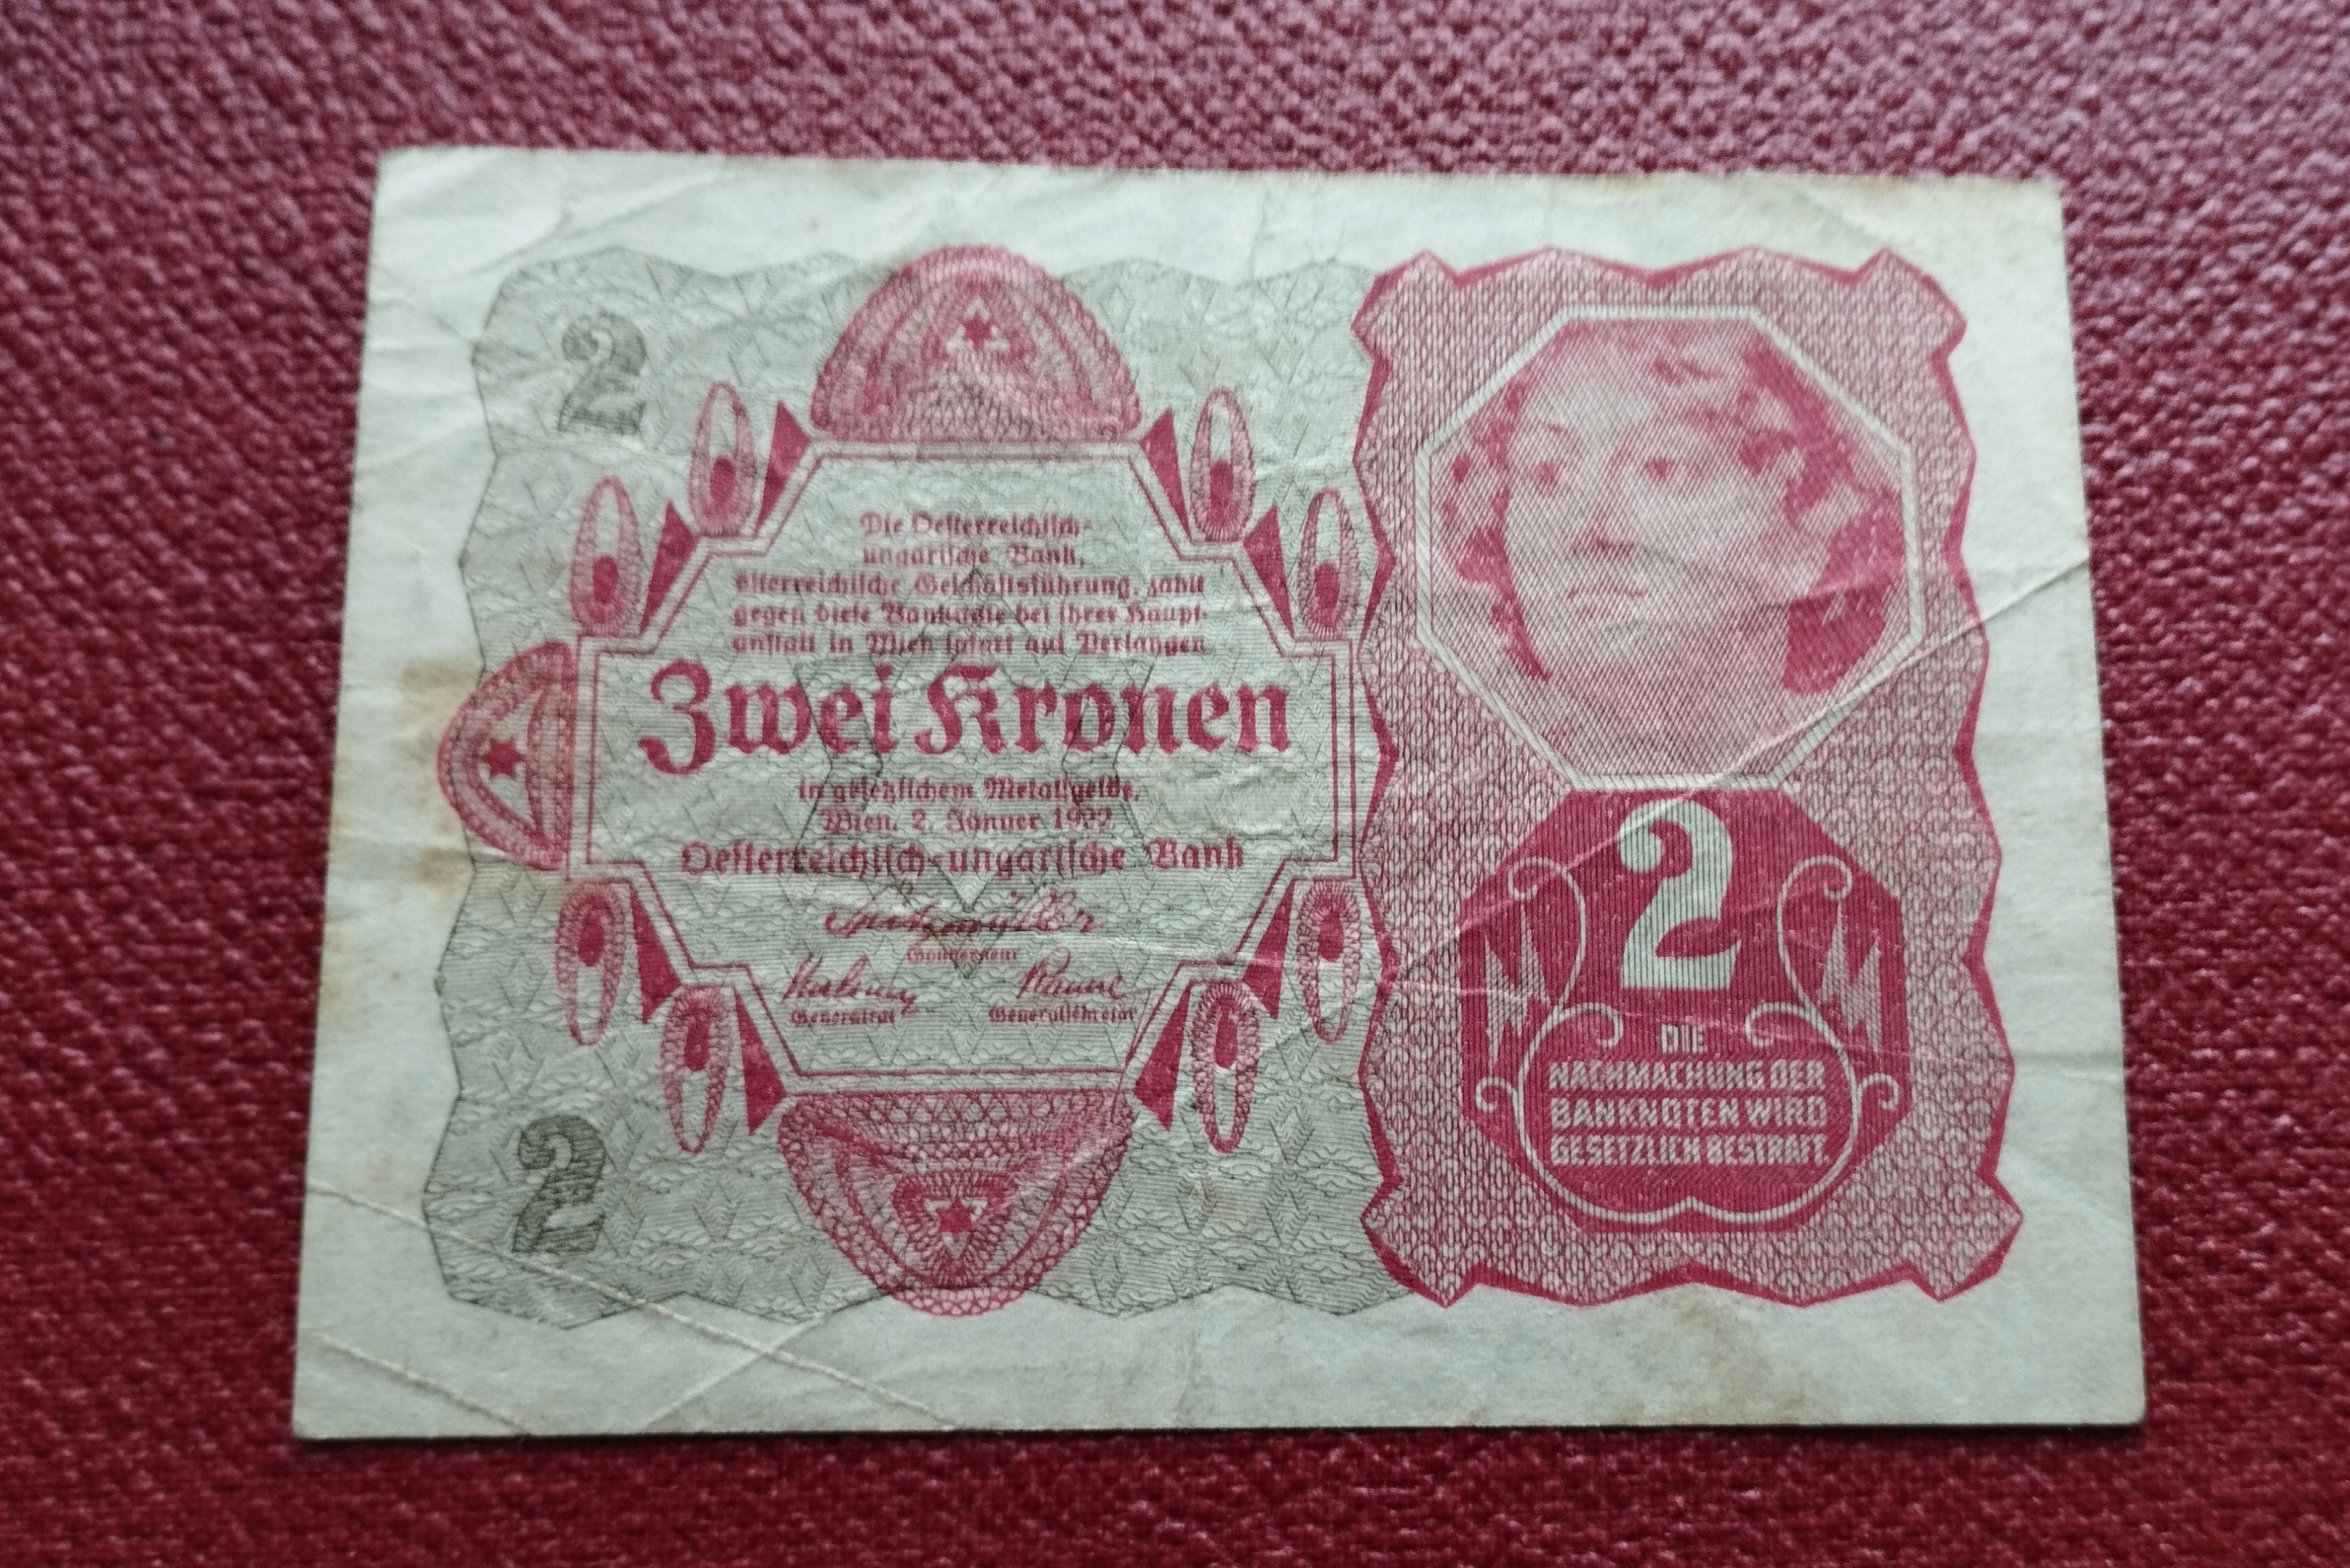 2
Die Oesterreichisch-
ungarische Bank,
österreichische Geschäftsführung, zahlt
gegen diese Banknote bei ihrer Haupt-
anstalt in Wien sofort auf Verlangen
Zwei Kronen
in gesetzlichem Metallgelde.
Wien, 2. Jänner 1922
Oesterreichisch-ungarische Bank
Gouverneur
Generalrat Generalsekretär
2
2
DIE
NACHMACHUNG DER
BANKNOTEN WIRD
GESETZLICH BESTRAFT.